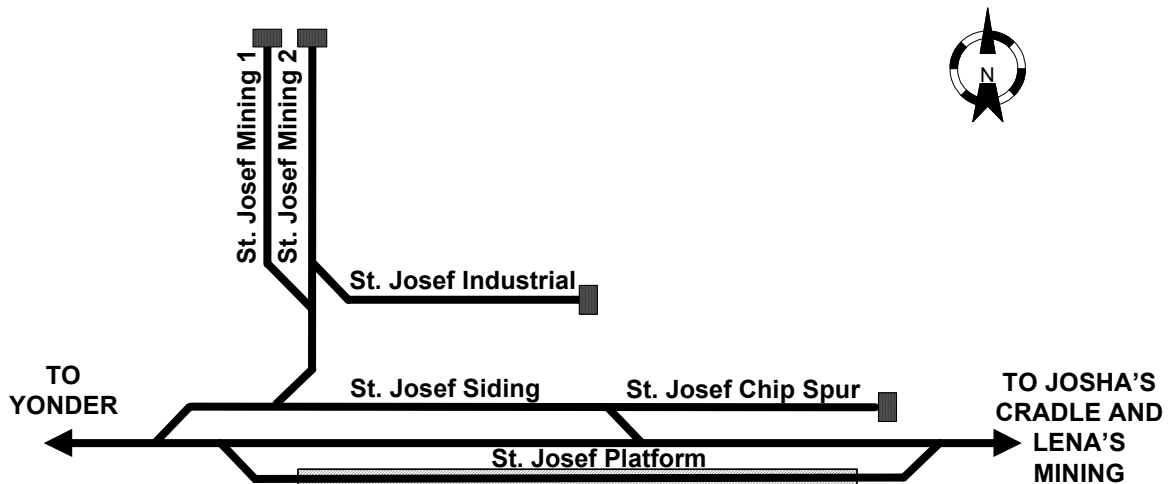 N
St. Josef Mining 1
St. Josef Mining 2
St. Josef Industrial
TO
YONDER
St. Josef Siding
St. Josef Chip Spur
TO JOSHA'S
CRADLE AND
LENA'S
MINING
St. Josef Platform